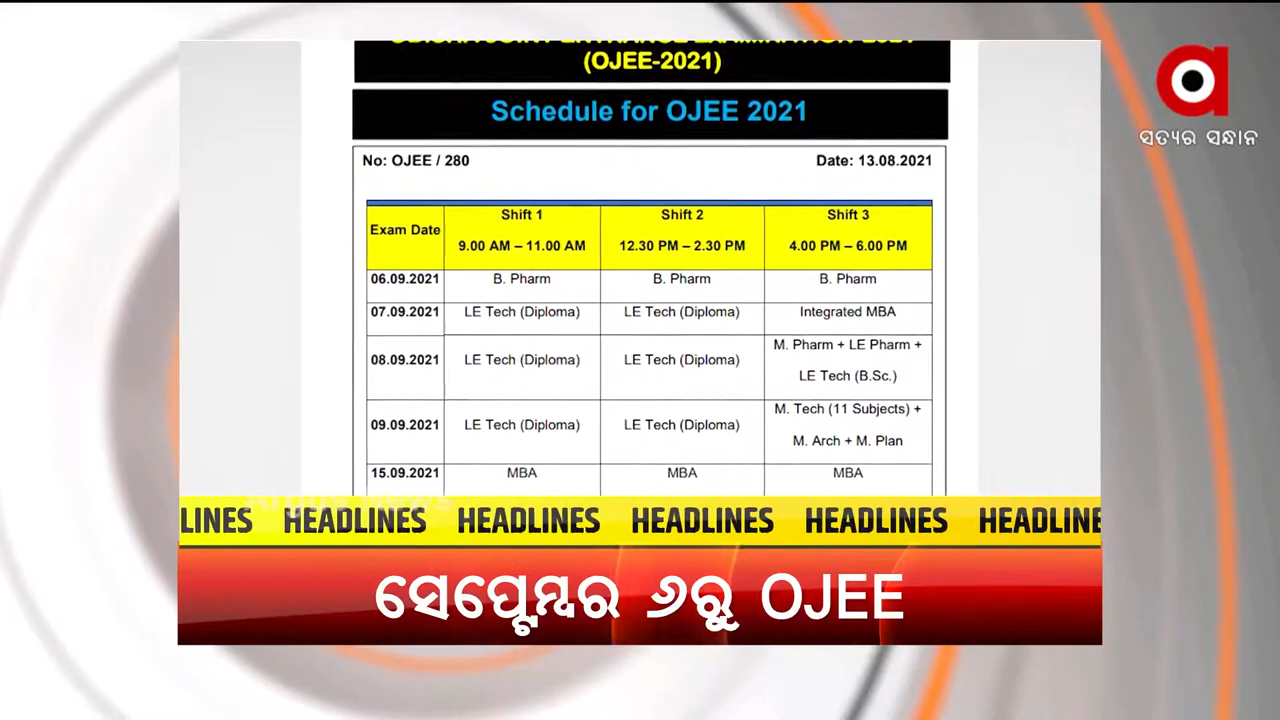 (OJEE-2021)
Schedule for OJEE 2021
ସତ୍ୟର ସନ୍ଧାନ
No: OJEE / 280 Date: 13.08.2021
Exam Date Shift 1 Shift 2 Shift 3
9.00 AM – 11.00 AM 12.30 PM – 2.30 PM 4.00 PM – 6.00 PM
06.09.2021 B. Pharm B. Pharm B. Pharm
07.09.2021 LE Tech (Diploma) LE Tech (Diploma) Integrated MBA
08.09.2021 LE Tech (Diploma) LE Tech (Diploma) M. Pharm + LE Pharm +
LE Tech (B.Sc.)
09.09.2021 LE Tech (Diploma) LE Tech (Diploma) M. Tech (11 Subjects) +
M. Arch + M. Plan
15.09.2021 MBA MBA MBA
Argus News
LINES HEADLINES HEADLINES HEADLINES HEADLINES HEADLINE
ସେପ୍ଟେମ୍ବର ୬ରୁ OJEE